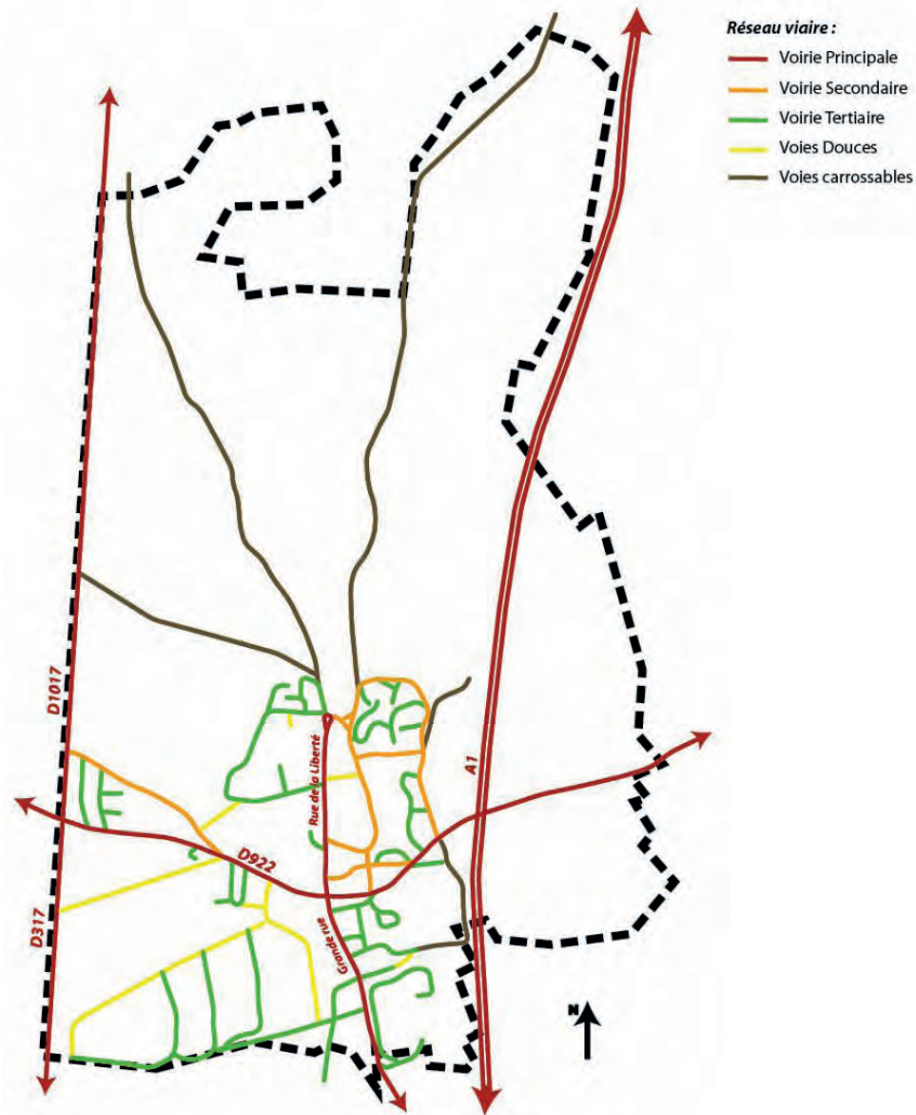 Réseau viaire :
Voirie Principale
Voirie Secondaire
Voirie Tertiaire
Voies Douces
Voies carrossables
D1017
A1
Rue de la Liberté
D922
D317
Grande rue
N